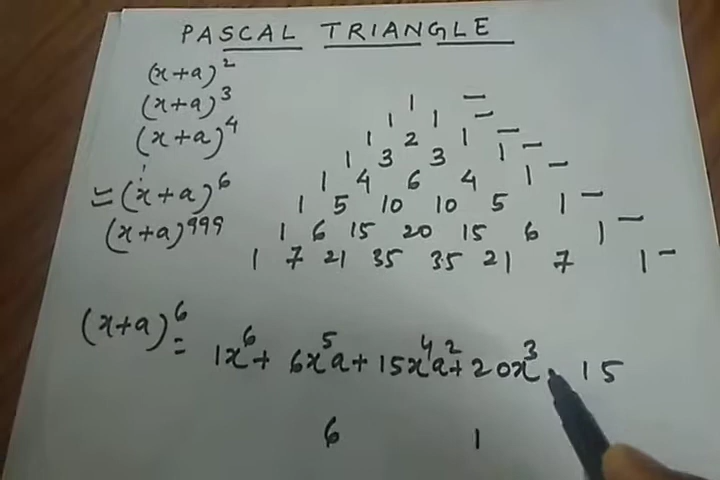 PASCAL TRIANGLE
(x+a)²
(x+a)³
(x+a)⁴
= (x+a)⁶
(x+a)⁹⁹⁹
1 –
1 1 –
1 2 1 –
1 3 3 1 –
1 4 6 4 1 –
1 5 10 10 5 1 –
1 6 15 20 15 6 1 –
1 7 21 35 35 21 7 1 –
(x+a)⁶ = 1x⁶ + 6x⁵a + 15x⁴a² + 20x³ 15
6 1